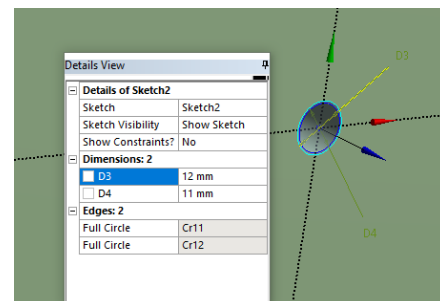 Details View
Details of Sketch2
Sketch Sketch2
Sketch Visibility Show Sketch
Show Constraints? No
Dimensions: 2
D3 12 mm
D4 11 mm
Edges: 2
Full Circle Cr11
Full Circle Cr12
D3
D4